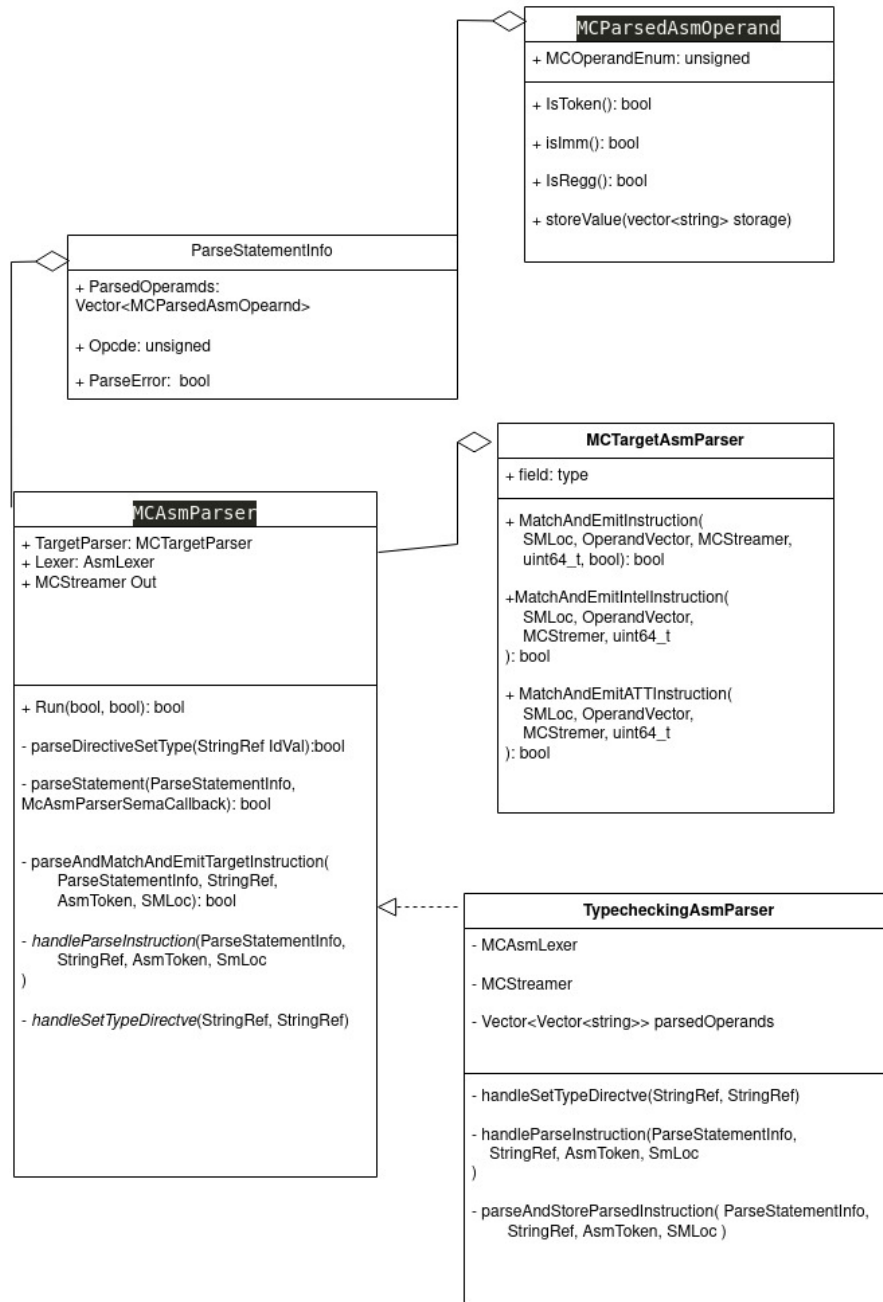 MCParsedAsmOperand
+ MCOperandEnum: unsigned
+ IsToken(): bool
+ isImm(): bool
+ IsRegg(): bool
+ storeValue(vector<string> storage)
ParseStatementInfo
+ ParsedOperamds:
Vector<MCParsedAsmOpearnd>
+ Opcde: unsigned
+ ParseError:  bool
MCTargetAsmParser
+ field: type
+ MatchAndEmitInstruction(
SMLoc, OperandVector, MCStreamer,
uint64_t, bool): bool
+MatchAndEmitIntelInstruction(
SMLoc, OperandVector,
MCStremer, uint64_t
): bool
+ MatchAndEmitATTInstruction(
SMLoc, OperandVector,
MCStremer, uint64_t
): bool
MCAsmParser
+ TargetParser: MCTargetParser
+ Lexer: AsmLexer
+ MCStreamer Out
+ Run(bool, bool): bool
- parseDirectiveSetType(StringRef IdVal):bool
- parseStatement(ParseStatementInfo,
McAsmParserSemaCallback): bool
- parseAndMatchAndEmitTargetInstruction(
ParseStatementInfo, StringRef,
AsmToken, SMLoc): bool
- handleParseInstruction(ParseStatementInfo,
StringRef, AsmToken, SmLoc
)
- handleSetTypeDirectve(StringRef, StringRef)
TypecheckingAsmParser
- MCAsmLexer
- MCStreamer
- Vector<Vector<string>> parsedOperands
- handleSetTypeDirectve(StringRef, StringRef)
- handleParseInstruction(ParseStatementInfo,
StringRef, AsmToken, SmLoc
)
- parseAndStoreParsedInstruction( ParseStatementInfo,
StringRef, AsmToken, SMLoc )